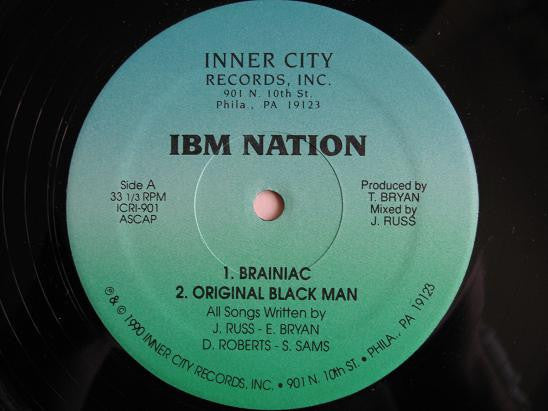 INNER CITY
RECORDS, INC.
901 N. 10th St.
Phila., PA 19123
IBM NATION
Side A
33 1/3 RPM
ICRI-901
ASCAP
Produced by
T. BRYAN
Mixed by
J. RUSS
1. BRAINIAC
2. ORIGINAL BLACK MAN
All Songs Written by
J. RUSS - E. BRYAN
D. ROBERTS - S. SAMS
℗ & © 1990 INNER CITY RECORDS, INC. • 901 N. 10th ST. • PHILA., PA 19123